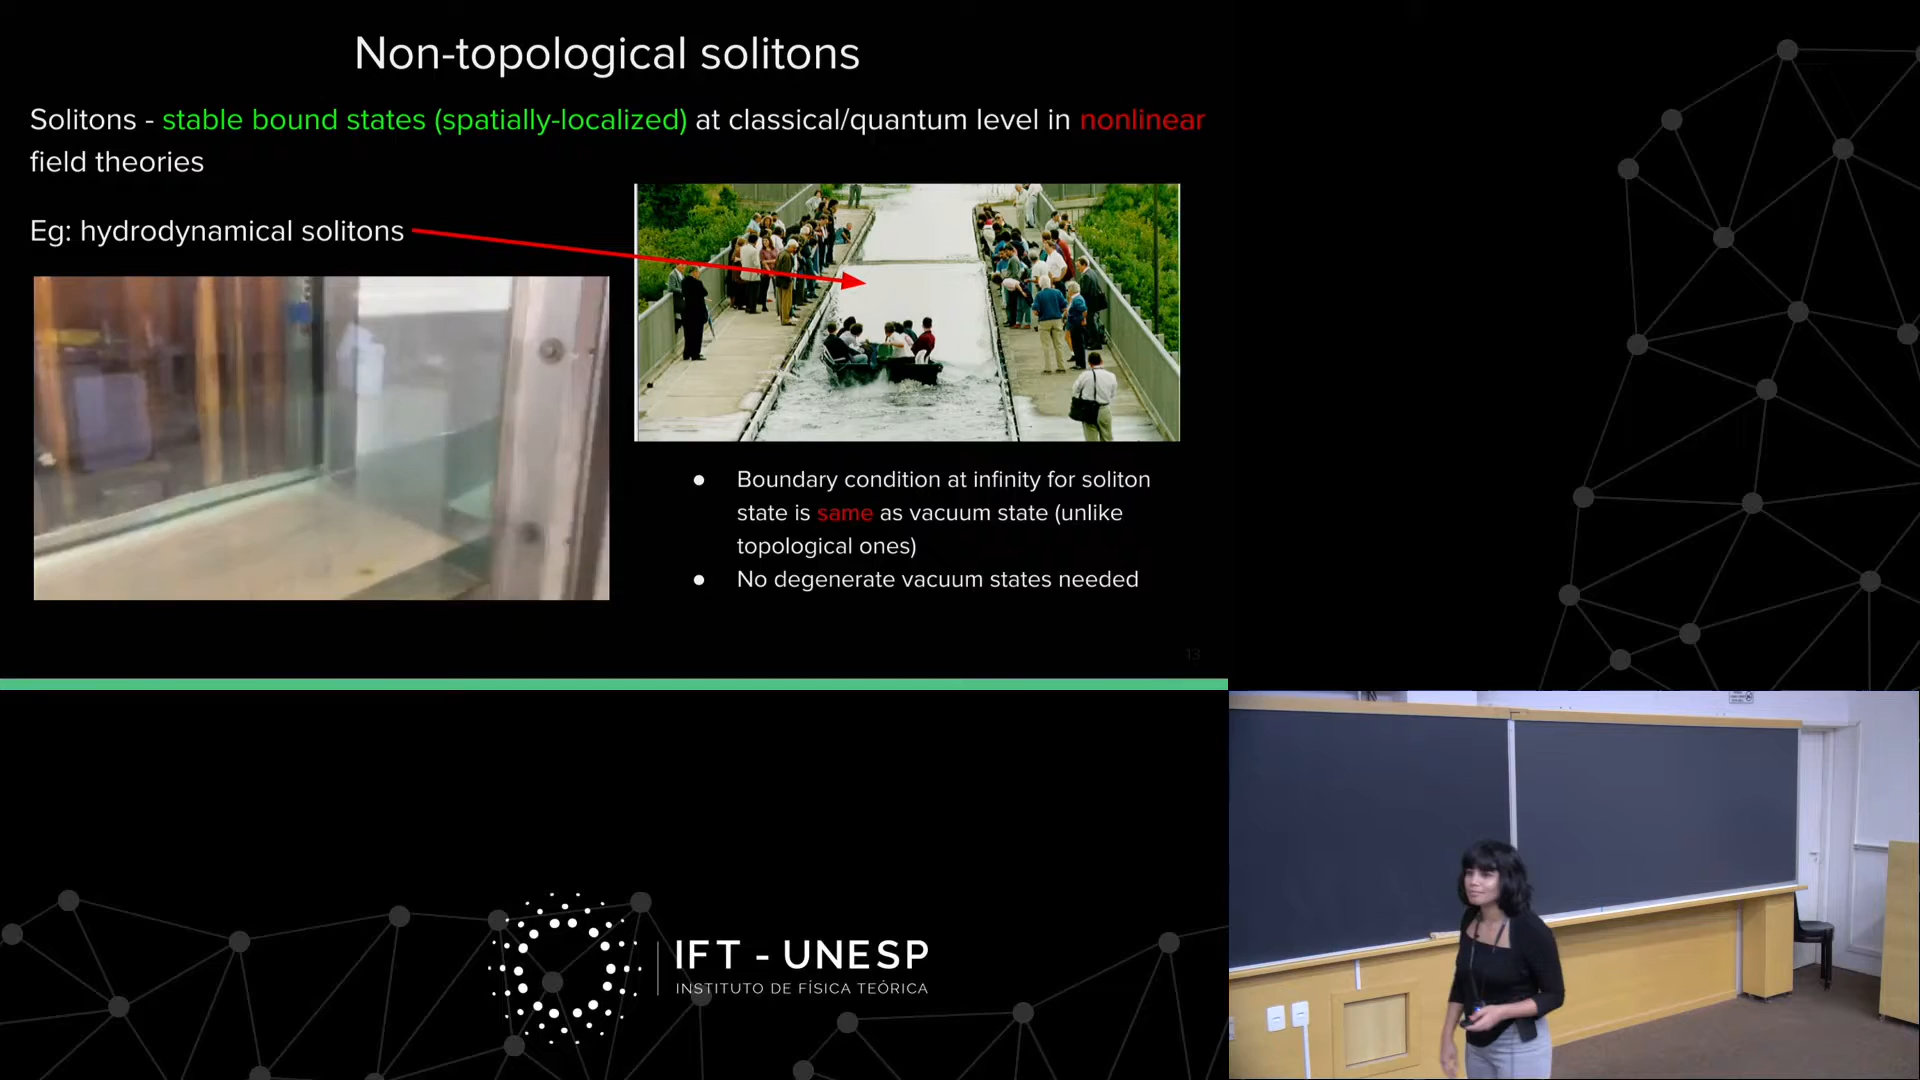 Non-topological solitons
Solitons - stable bound states (spatially-localized) at classical/quantum level in nonlinear
field theories
Eg: hydrodynamical solitons
● Boundary condition at infinity for soliton
state is same as vacuum state (unlike
topological ones)
● No degenerate vacuum states needed
13
IFT - UNESP
INSTITUTO DE FÍSICA TEÓRICA